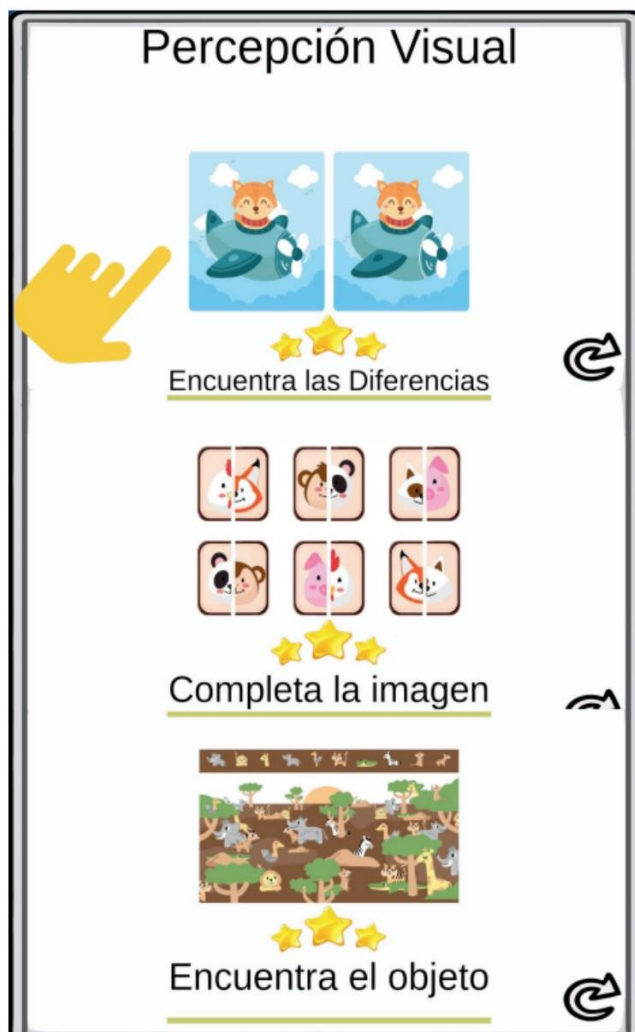 Percepción Visual
Encuentra las Diferencias
Completa la imagen
Encuentra el objeto